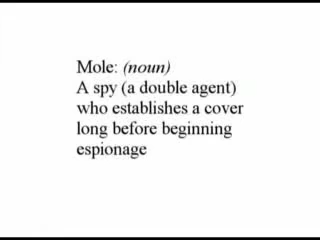 Mole: (noun)
A spy (a double agent)
who establishes a cover
long before beginning
espionage